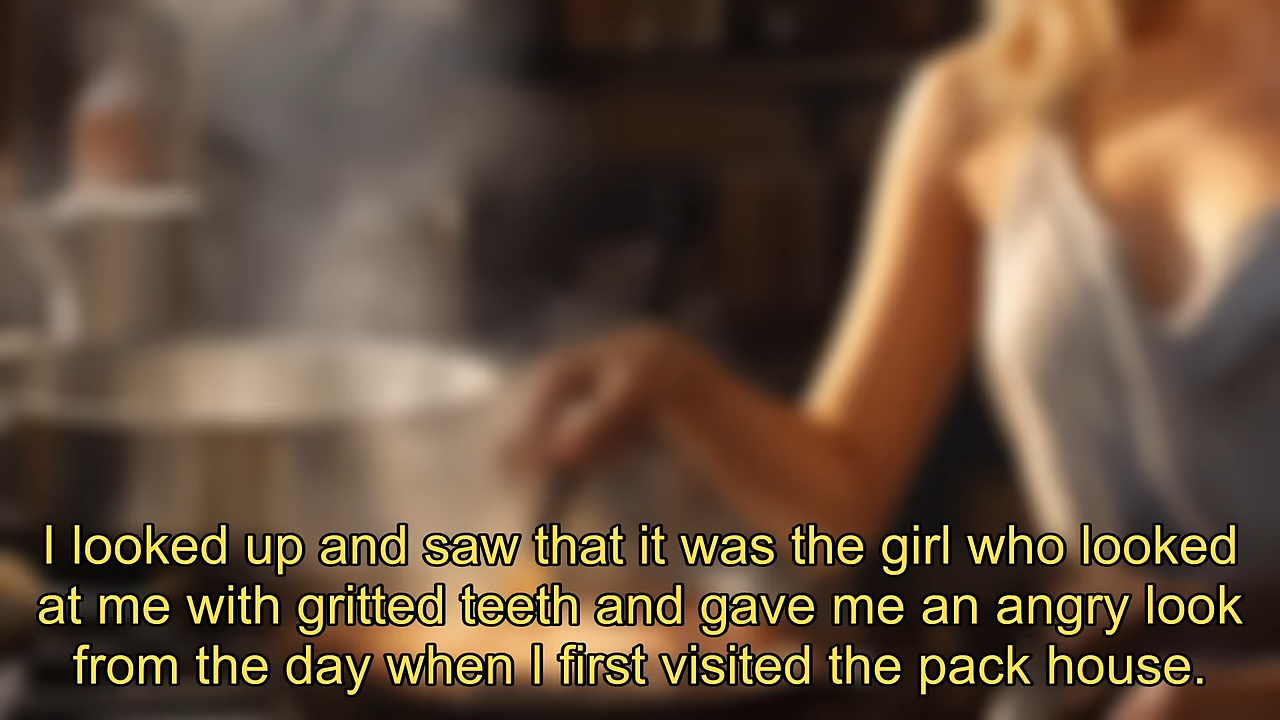 I looked up and saw that it was the girl who looked
at me with gritted teeth and gave me an angry look
from the day when I first visited the pack house.